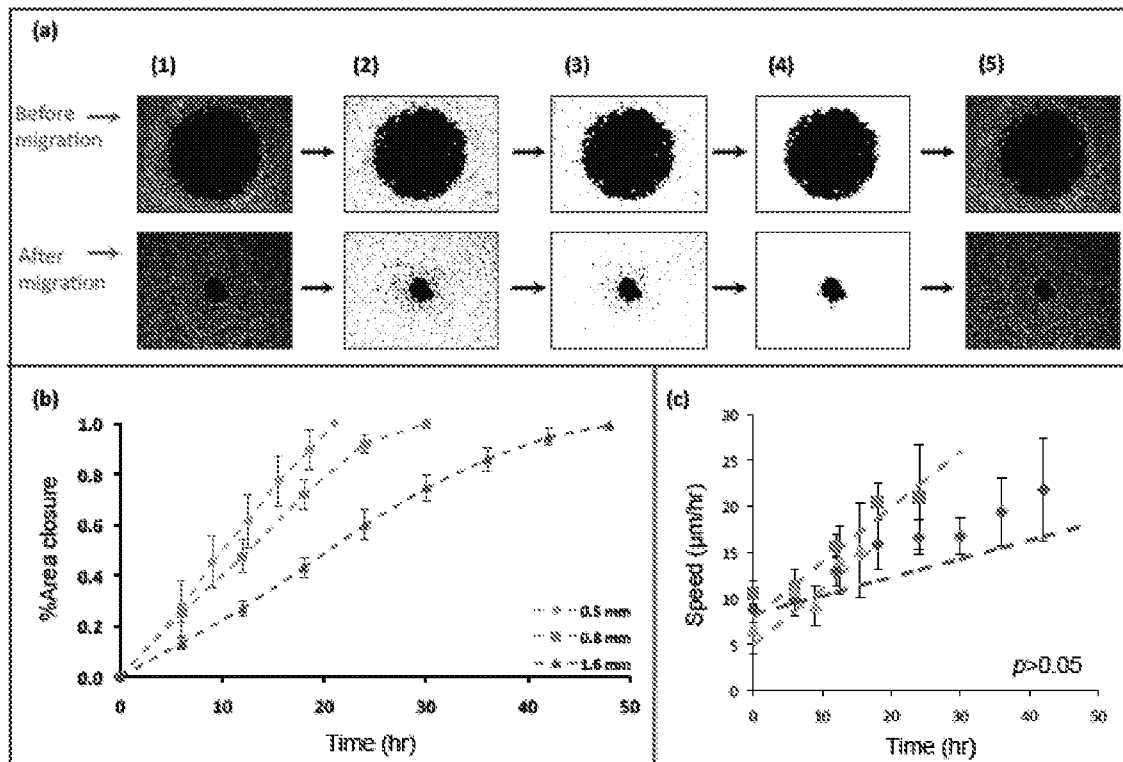 (a)
(1) (2) (3) (4) (5)
Before
migration
After
migration
(b)
%Area closure
1.0
0.8
0.6
0.4
0.2
0.0
0 10 20 30 40 50
Time (hr)
0.5 mm
0.8 mm
1.6 mm
(c)
Speed (µm/hr)
30
25
20
15
10
5
0
0 10 20 30 40 50
Time (hr)
p>0.05